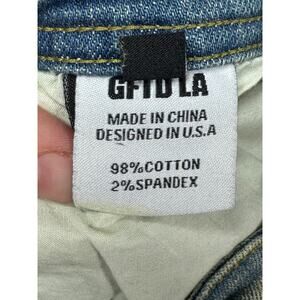 GFTD LA
MADE IN CHINA
DESIGNED IN U.S.A
98%COTTON
2%SPANDEX